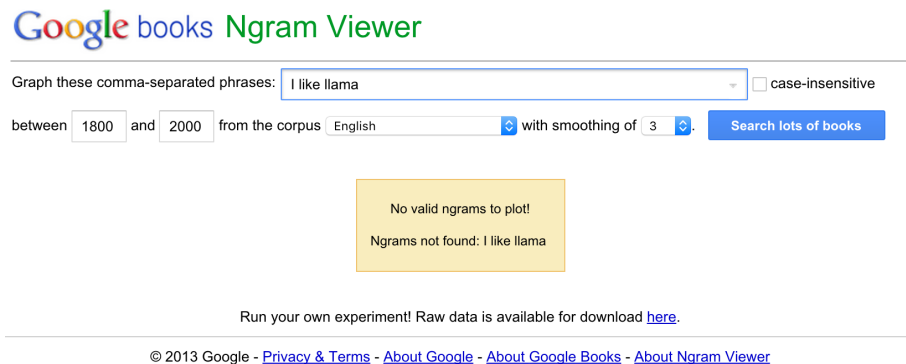 Google books Ngram Viewer
Graph these comma-separated phrases: I like llama case-insensitive
between 1800 and 2000 from the corpus English with smoothing of 3 . Search lots of books
No valid ngrams to plot!
Ngrams not found: I like llama
Run your own experiment! Raw data is available for download here.
© 2013 Google - Privacy & Terms - About Google - About Google Books - About Ngram Viewer